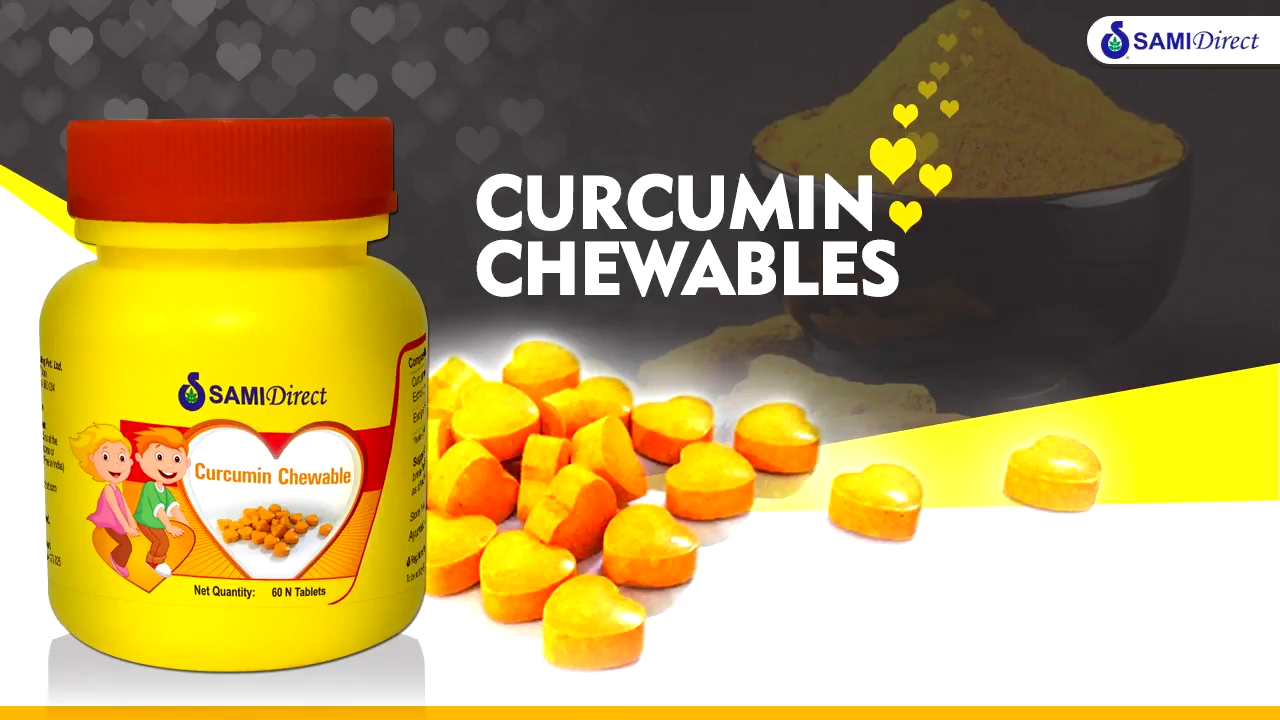 SAMIDirect
CURCUMIN
CHEWABLES
SAMIDirect
Curcumin Chewable
Net Quantity: 60 N Tablets